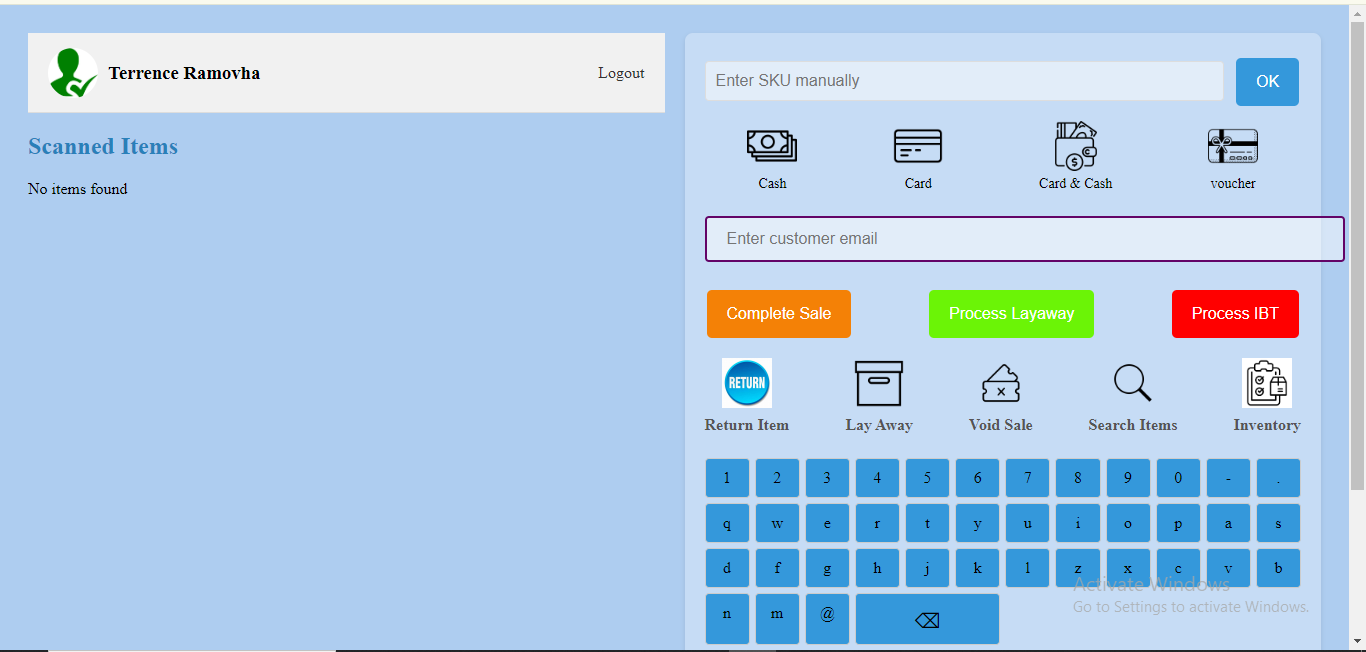 Terrence Ramovha
Logout
Scanned Items
No items found
Enter SKU manually
OK
Cash
Card
Card & Cash
voucher
Enter customer email
Complete Sale
Process Layaway
Process IBT
RETURN
Return Item
Lay Away
Void Sale
Search Items
Inventory
1 2 3 4 5 6 7 8 9 0 - .
q w e r t y u i o p a s
d f g h j k l z x c v b
n m @ ⌫
Activate Windows
Go to Settings to activate Windows.